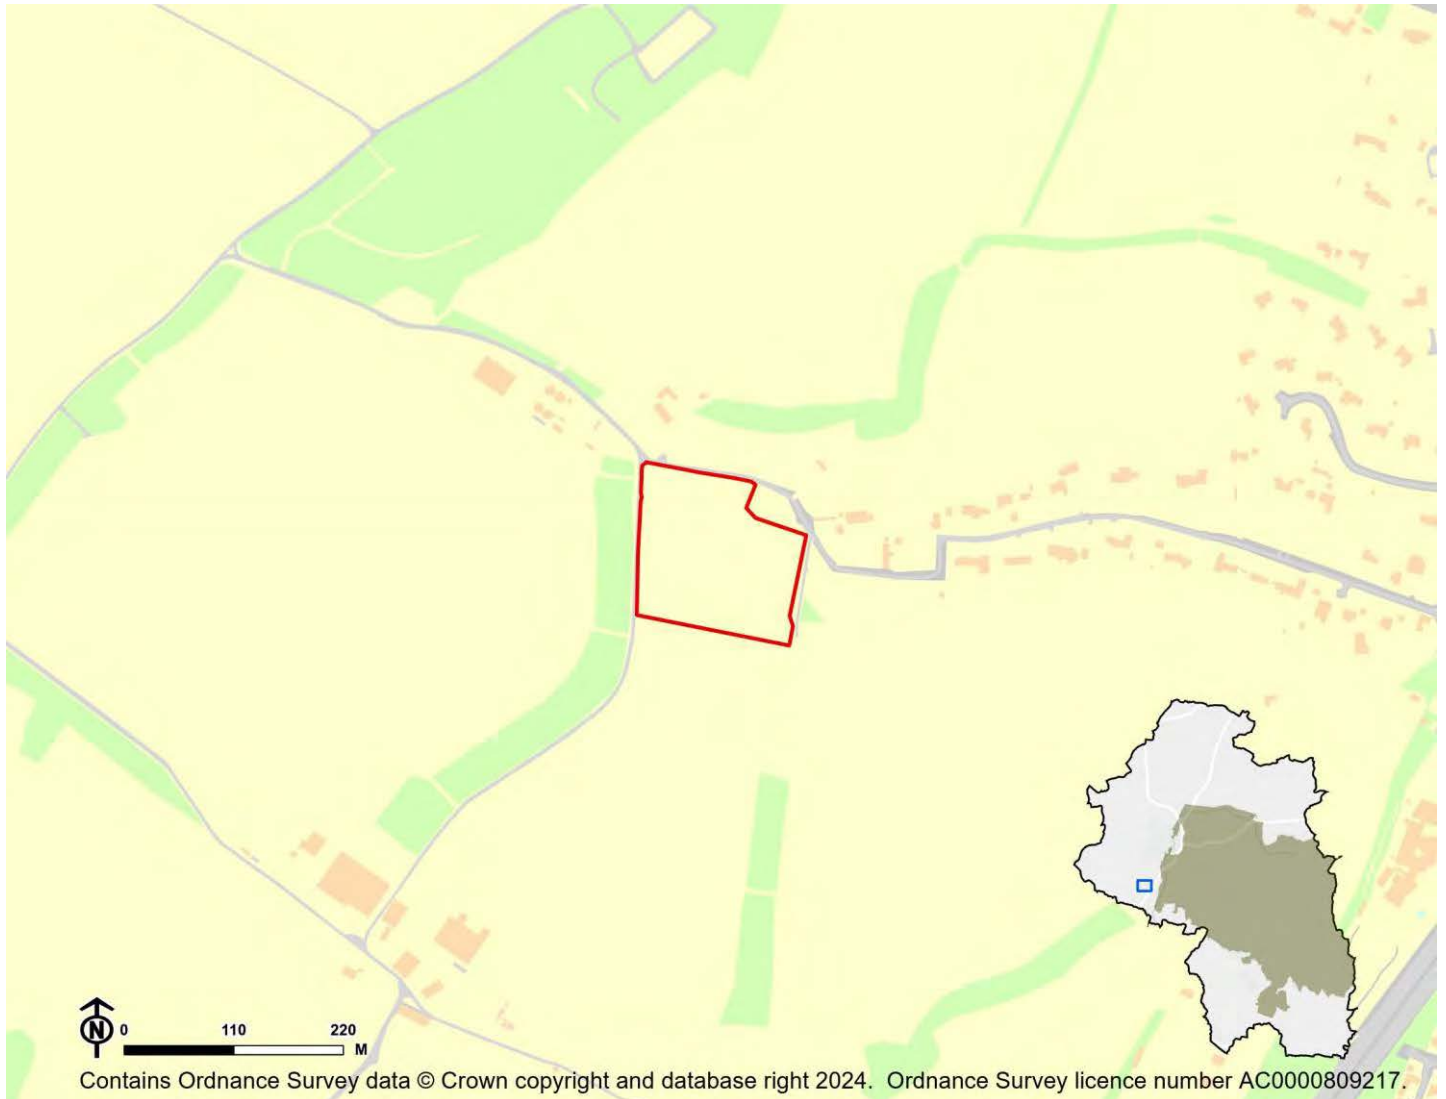 N 0 110 220
M
Contains Ordnance Survey data © Crown copyright and database right 2024. Ordnance Survey licence number AC0000809217.